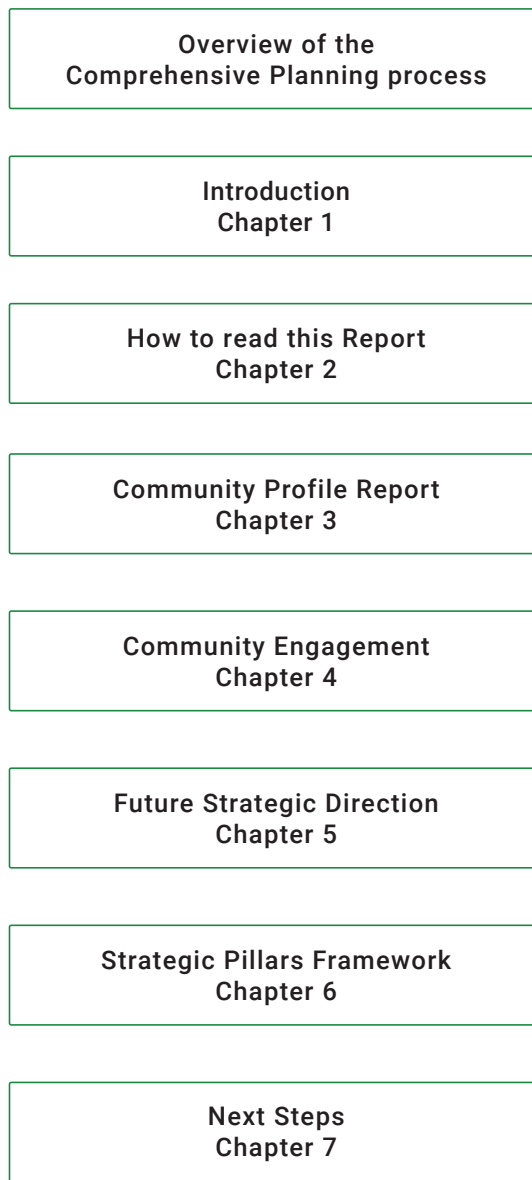 Overview of the
Comprehensive Planning process
Introduction
Chapter 1
How to read this Report
Chapter 2
Community Profile Report
Chapter 3
Community Engagement
Chapter 4
Future Strategic Direction
Chapter 5
Strategic Pillars Framework
Chapter 6
Next Steps
Chapter 7